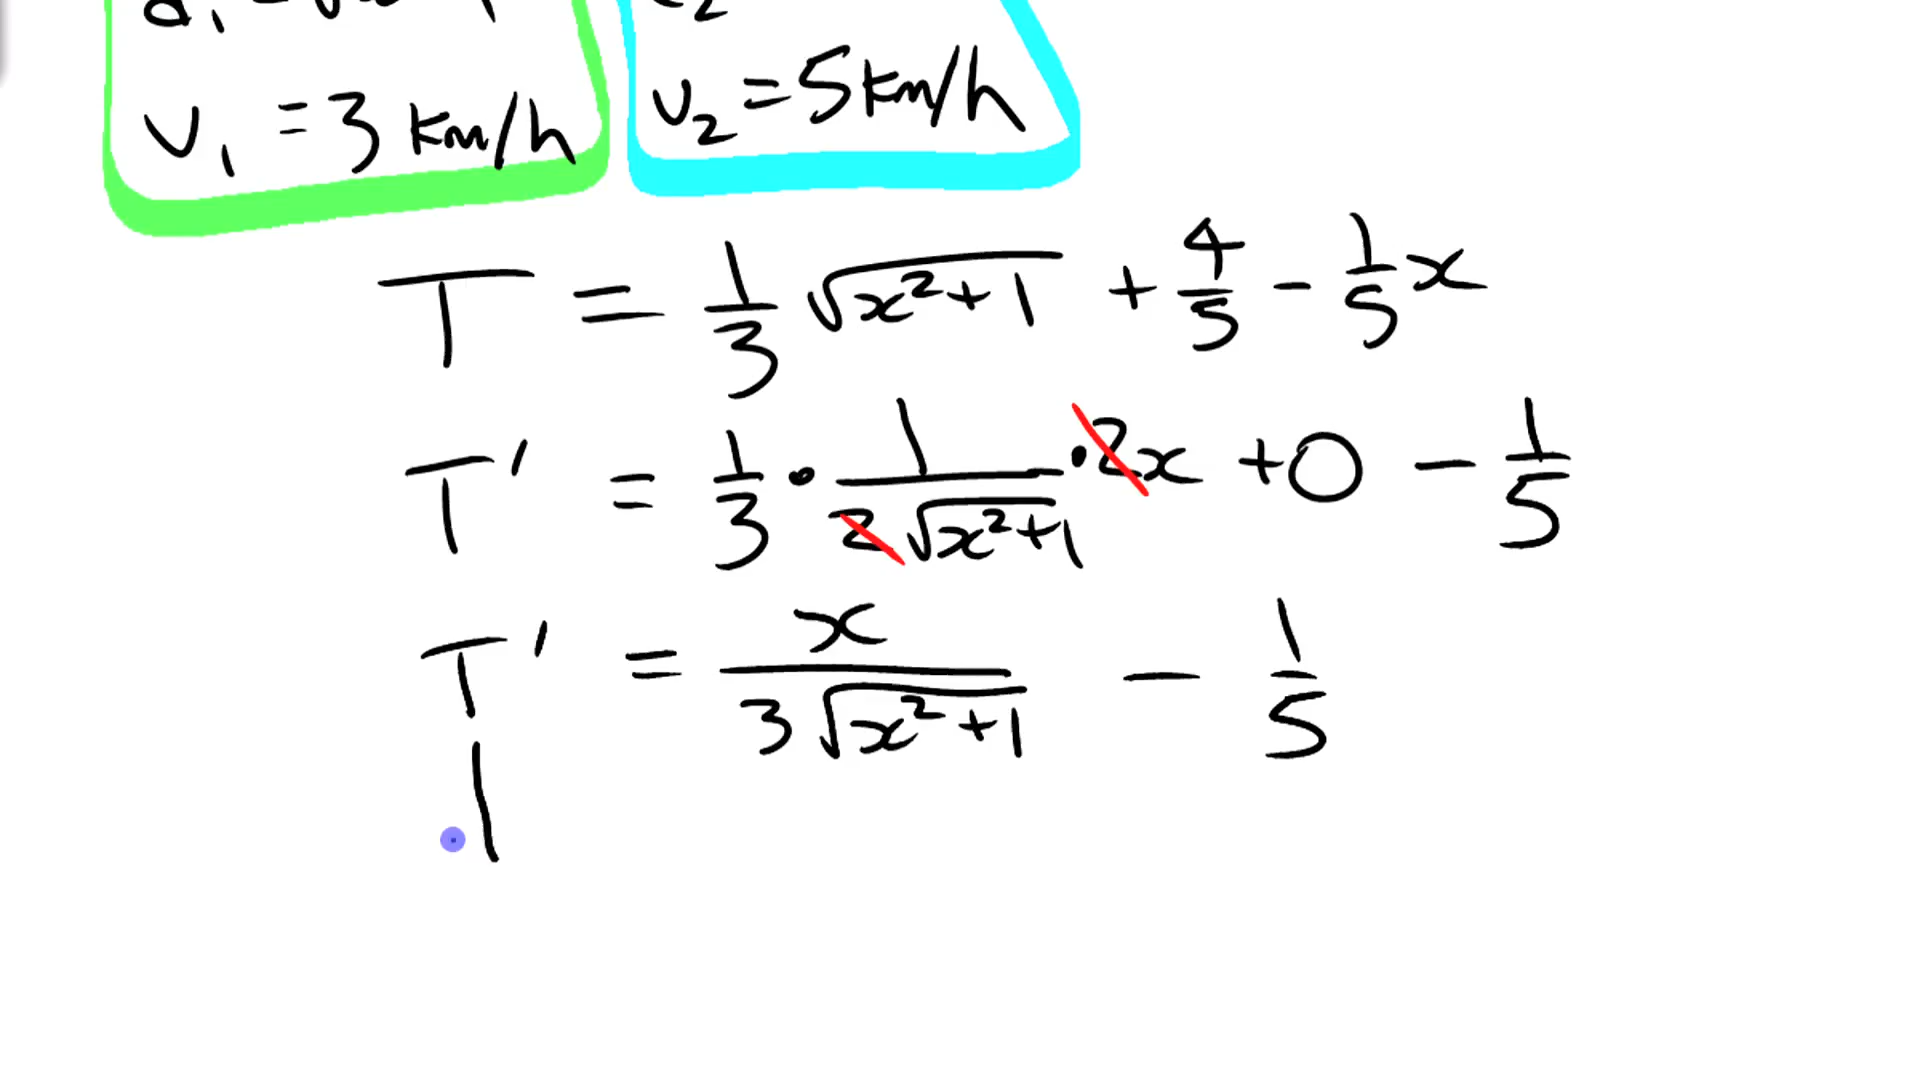 v₁ = 3 km/h
v₂ = 5 km/h
T = 1/3 √(x²+1) + 4/5 - 1/5 x
T' = 1/3 · 1/(2√(x²+1)) · 2x + 0 - 1/5
T' = x/(3√(x²+1)) - 1/5